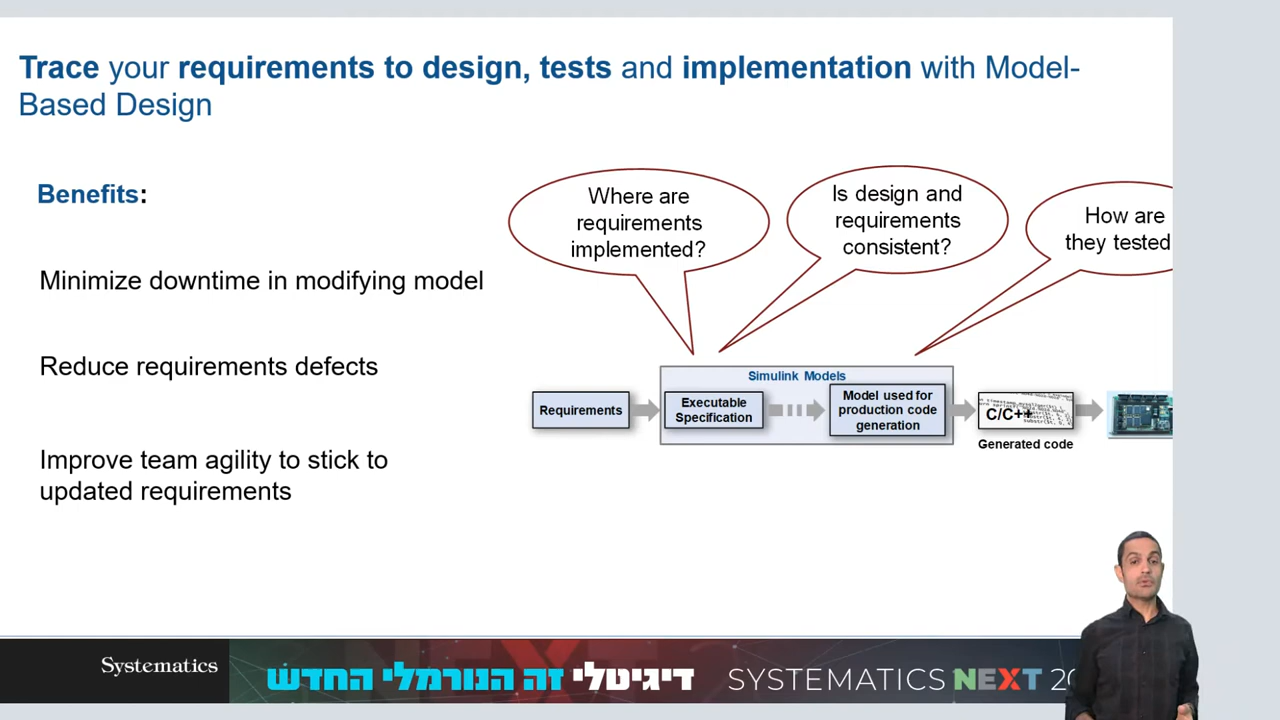 Trace your requirements to design, tests and implementation with Model-
Based Design
Benefits:
Minimize downtime in modifying model
Reduce requirements defects
Improve team agility to stick to
updated requirements
Where are
requirements
implemented?
Is design and
requirements
consistent?
How are
they tested
Simulink Models
Requirements
Executable
Specification
Model used for
production code
generation
C/C++
Generated code
Systematics
דיגיטלי זה הנורמלי החדש
SYSTEMATICS NEXT 20